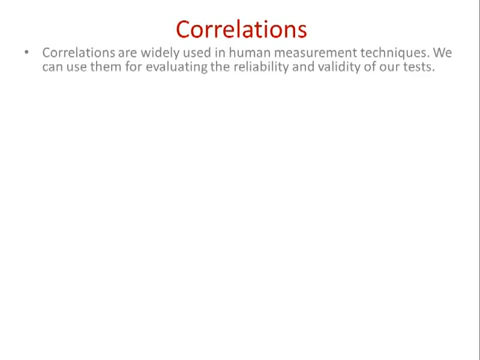 Correlations
• Correlations are widely used in human measurement techniques. We
can use them for evaluating the reliability and validity of our tests.